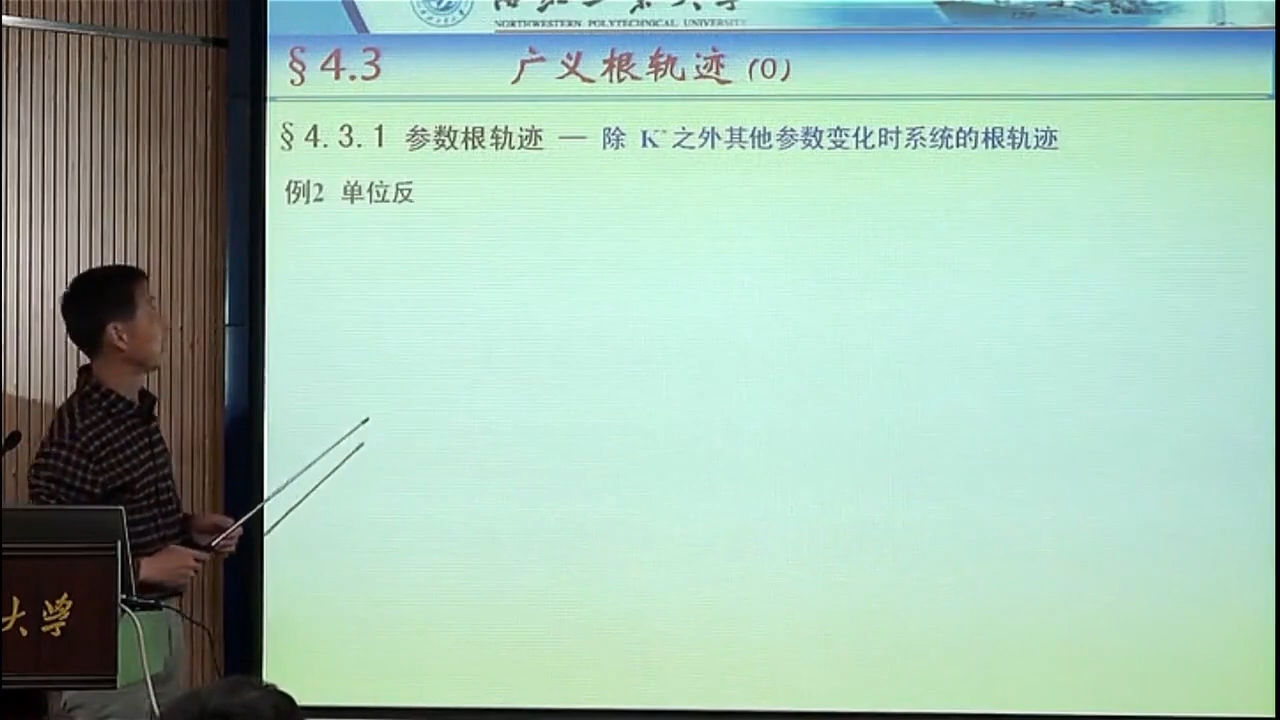 NORTHWESTERN POLYTECHNICAL UNIVERSITY
§4.3 广义根轨迹(0)
§4.3.1 参数根轨迹 — 除 K*之外其他参数变化时系统的根轨迹
例2 单位反
大学